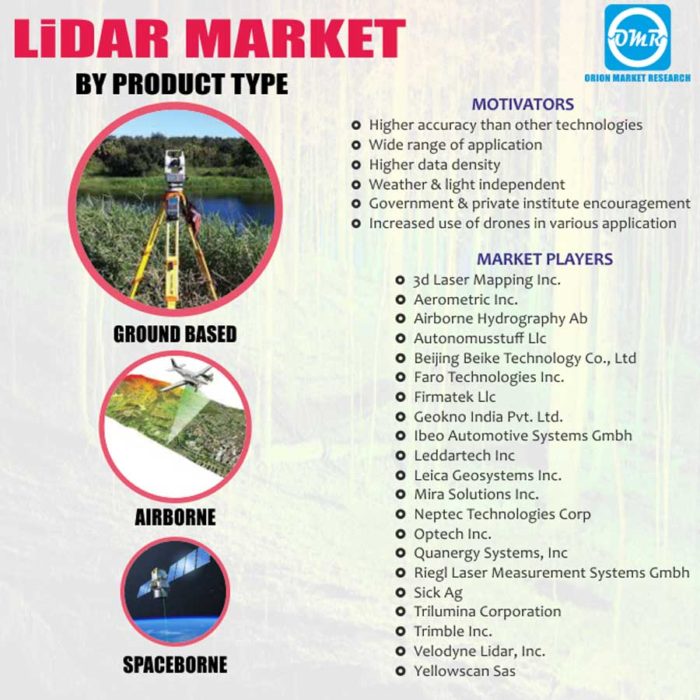 LiDAR MARKET
BY PRODUCT TYPE
OMR
ORION MARKET RESEARCH
GROUND BASED
AIRBORNE
SPACEBORNE
MOTIVATORS
Higher accuracy than other technologies
Wide range of application
Higher data density
Weather & light independent
Government & private institute encouragement
Increased use of drones in various application
MARKET PLAYERS
3d Laser Mapping Inc.
Aerometric Inc.
Airborne Hydrography Ab
Autonomusstuff Llc
Beijing Beike Technology Co., Ltd
Faro Technologies Inc.
Firmatek Llc
Geokno India Pvt. Ltd.
Ibeo Automotive Systems Gmbh
Leddartech Inc
Leica Geosystems Inc.
Mira Solutions Inc.
Neptec Technologies Corp
Optech Inc.
Quanergy Systems, Inc
Riegl Laser Measurement Systems Gmbh
Sick Ag
Trilumina Corporation
Trimble Inc.
Velodyne Lidar, Inc.
Yellowscan Sas